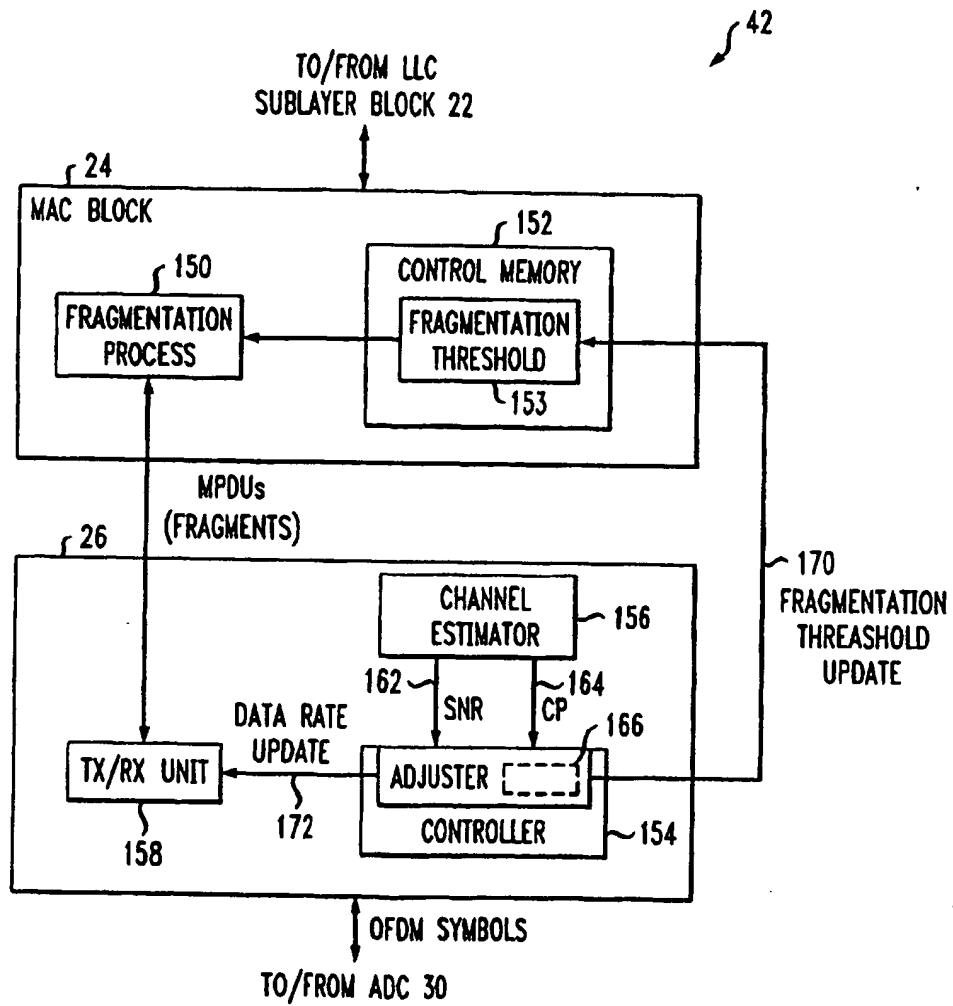 42
TO/FROM LLC
SUBLAYER BLOCK 22
24
MAC BLOCK
152
CONTROL MEMORY
150
FRAGMENTATION
PROCESS
FRAGMENTATION
THRESHOLD
153
MPDUs
(FRAGMENTS)
26
170
FRAGMENTATION
THREASHOLD
UPDATE
CHANNEL
ESTIMATOR
156
162
SNR
164
CP
DATA RATE
UPDATE
166
TX/RX UNIT
ADJUSTER
172
CONTROLLER
154
158
OFDM SYMBOLS
TO/FROM ADC 30